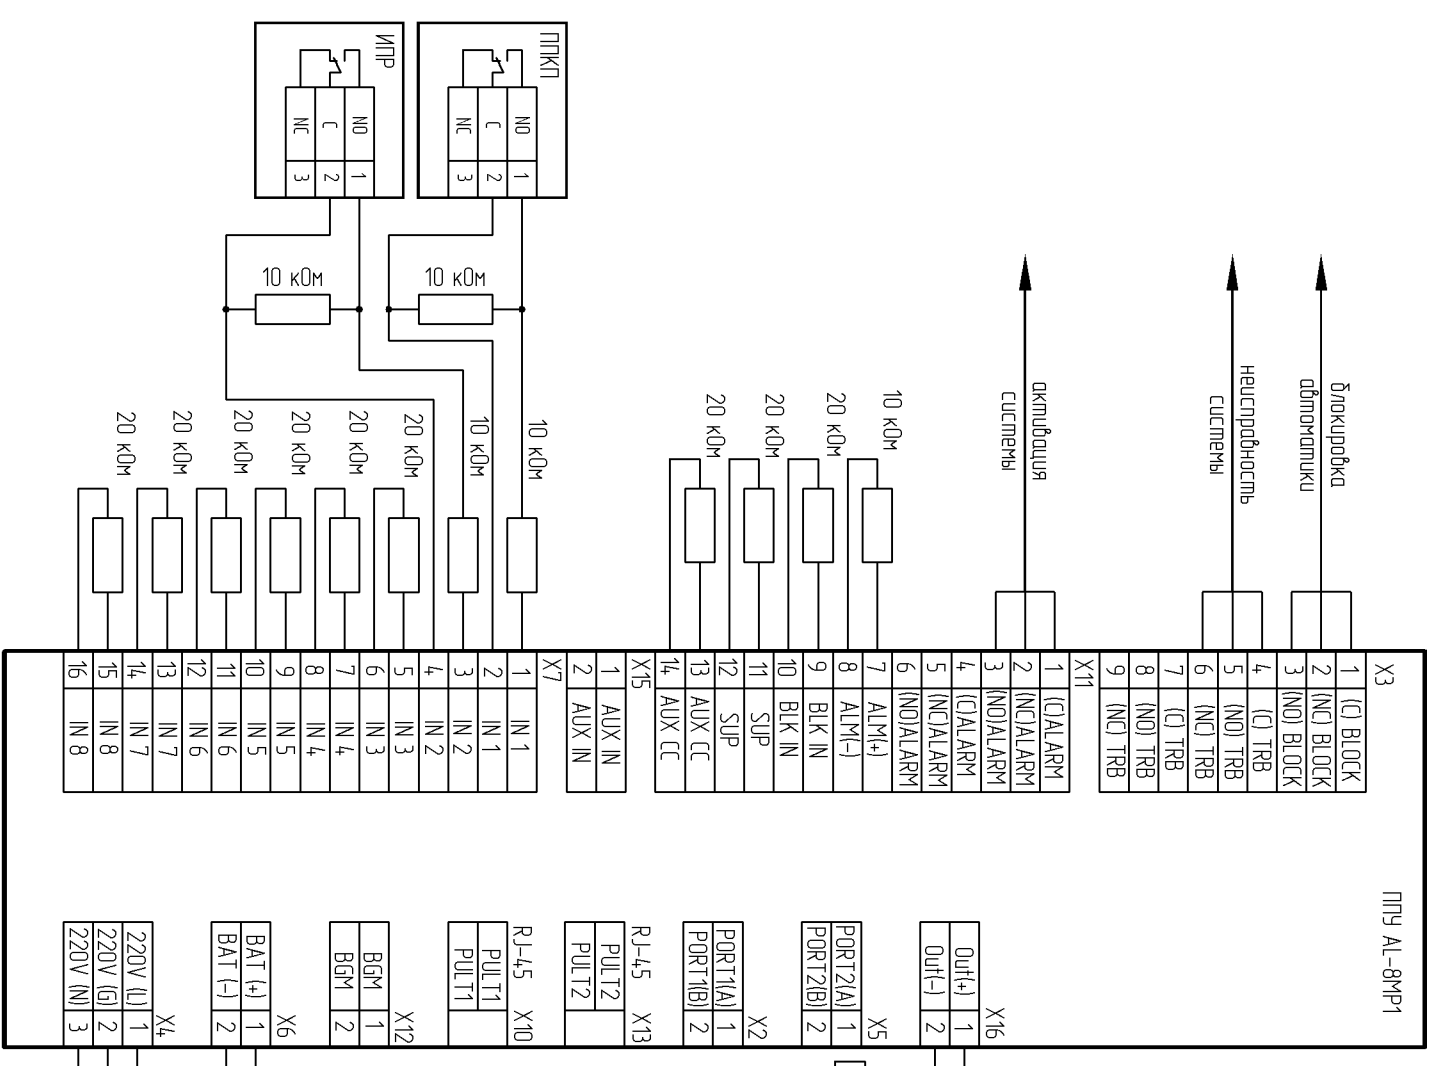 ИПР
NO
C
NC
1
2
3
ППКП
NO
C
NC
1
2
3
10 кОм
10 кОм
20 кОм
20 кОм
20 кОм
20 кОм
20 кОм
20 кОм
10 кОм
10 кОм
20 кОм
20 кОм
20 кОм
10 кОм
активация
системы
неисправность
системы
блокировка
автоматики
ППУ AL-8MP1
X3
1 (C) BLOCK
2 (NC) BLOCK
3 (NO) BLOCK
4 (C) TRB
5 (NO) TRB
6 (NC) TRB
7 (C) TRB
8 (NO) TRB
9 (NC) TRB
X11
1 (C)ALARM
2 (NC)ALARM
3 (NO)ALARM
4 (C)ALARM
5 (NC)ALARM
6 (NO)ALARM
7 ALM(+)
8 ALM(-)
9 BLK IN
10 BLK IN
11 SUP
12 SUP
13 AUX CC
14 AUX CC
X15
1 AUX IN
2 AUX IN
X7
1 IN 1
2 IN 1
3 IN 2
4 IN 2
5 IN 3
6 IN 3
7 IN 4
8 IN 4
9 IN 5
10 IN 5
11 IN 6
12 IN 6
13 IN 7
14 IN 7
15 IN 8
16 IN 8
X16
Out(+) 1
Out(-) 2
X5
PORT2(A) 1
PORT2(B) 2
X2
PORT1(A) 1
PORT1(B) 2
RJ-45 X13
PULT2
PULT2
RJ-45 X10
PULT1
PULT1
X12
BGM 1
BGM 2
X6
BAT (+) 1
BAT (-) 2
X4
220V (L) 1
220V (G) 2
220V (N) 3